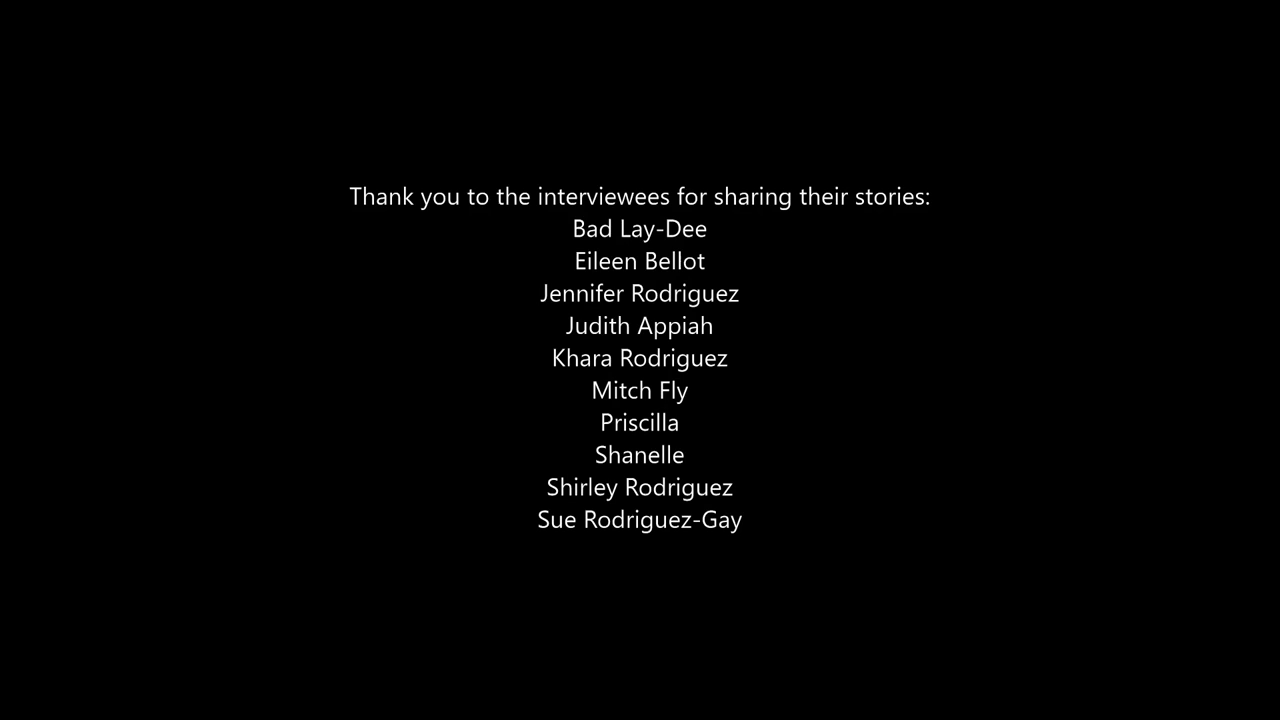 Thank you to the interviewees for sharing their stories:
Bad Lay-Dee
Eileen Bellot
Jennifer Rodriguez
Judith Appiah
Khara Rodriguez
Mitch Fly
Priscilla
Shanelle
Shirley Rodriguez
Sue Rodriguez-Gay